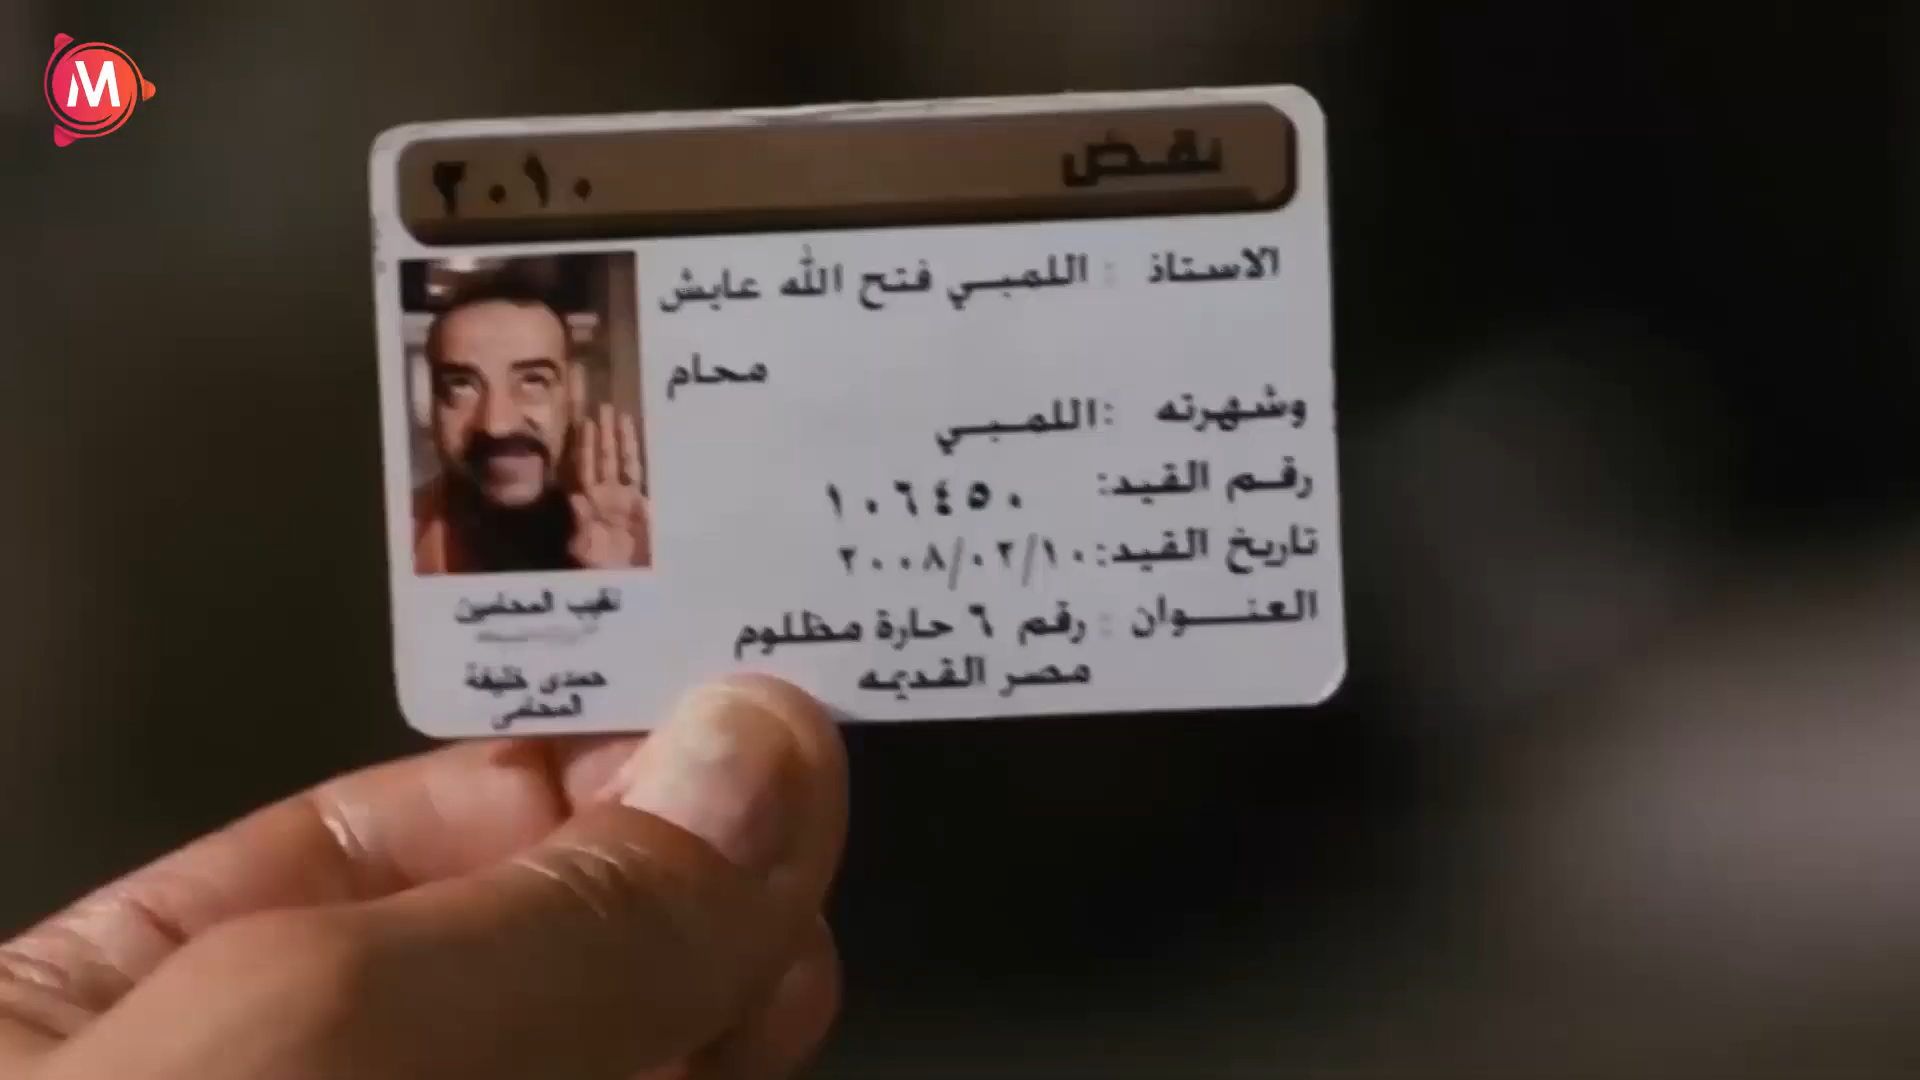 M
نقض ٢٠١٠
الاستاذ : اللمبي فتح الله عايش
محام
وشهرته : اللمبي
رقم القيد: ١٠٦٤٥٠
تاريخ القيد: ٢٠٠٨/٠٢/١٠
العنوان : رقم ٦ حارة مظلوم
مصر القديمه
نقيب المحامين
حمدى خليفة
المحامى